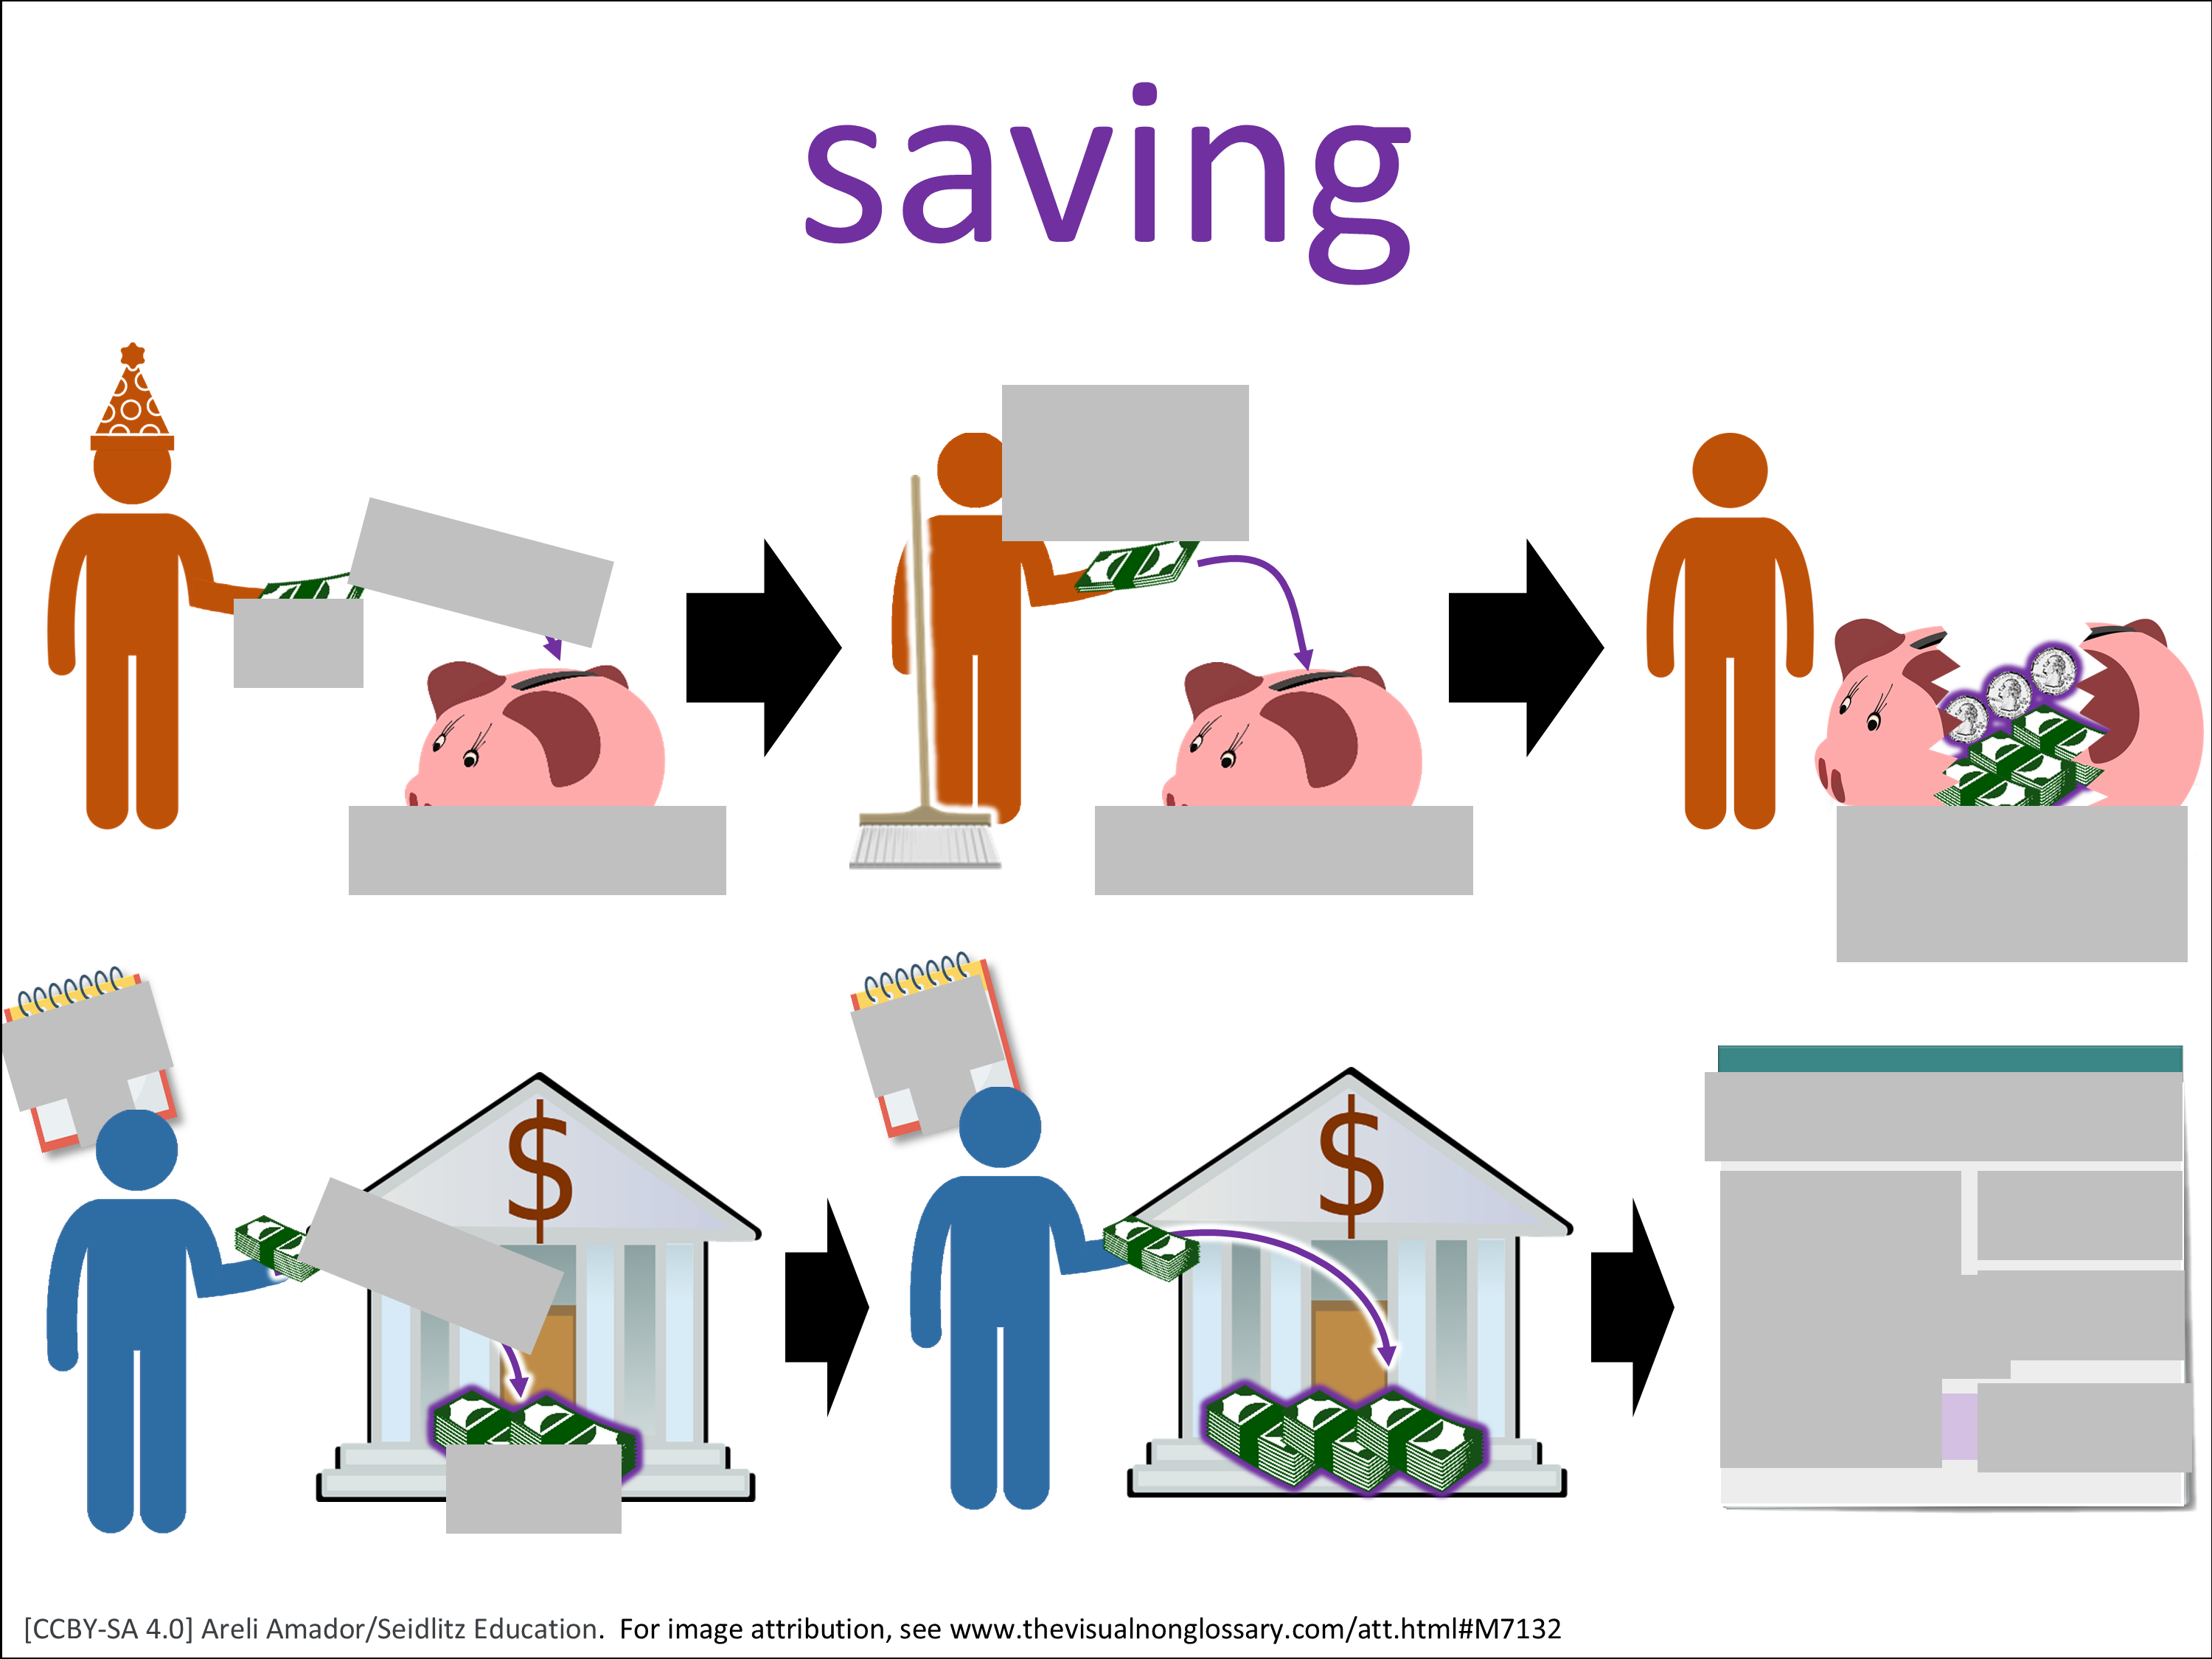 saving
$
$
[CCBY-SA 4.0] Areli Amador/Seidlitz Education.  For image attribution, see www.thevisualnonglossary.com/att.html#M7132